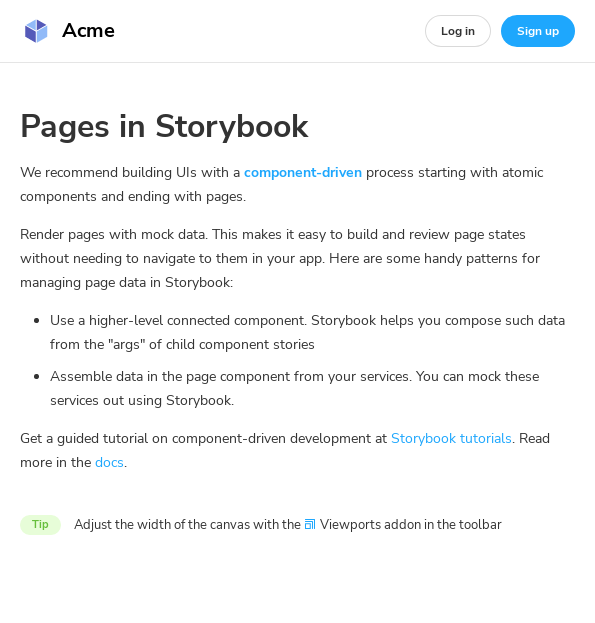 Acme
Log in
Sign up
Pages in Storybook
We recommend building UIs with a component-driven process starting with atomic
components and ending with pages.
Render pages with mock data. This makes it easy to build and review page states
without needing to navigate to them in your app. Here are some handy patterns for
managing page data in Storybook:
• Use a higher-level connected component. Storybook helps you compose such data
from the "args" of child component stories
• Assemble data in the page component from your services. You can mock these
services out using Storybook.
Get a guided tutorial on component-driven development at Storybook tutorials. Read
more in the docs.
Tip Adjust the width of the canvas with the Viewports addon in the toolbar